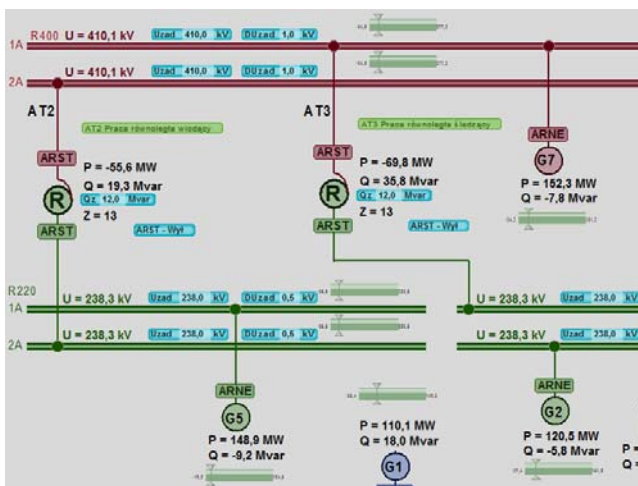 R400
1A U = 410,1 kV Uzad 410,0 kV DUzad 1,0 kV
2A U = 410,1 kV Uzad 410,0 kV DUzad 1,0 kV
AT2 AT3
AT2 Praca równoległa wiodący AT3 Praca równoległa śledzący
ARNE
ARST ARST
G7
P = -55,6 MW P = -69,8 MW
Q = 19,3 Mvar Q = 35,8 Mvar
P = 152,3 MW
R Qz 12,0 Mvar R Qz 12,0 Mvar
Q = -7,8 Mvar
Z = 13 Z = 13
ARST ARST - Wył ARST ARST - Wył
R220
1A U = 238,3 kV Uzad 238,0 kV DUzad 0,5 kV U = 238,3 kV Uzad 238,0 kV
2A U = 238,3 kV Uzad 238,0 kV DUzad 0,5 kV U = 238,3 kV Uzad 238,0 kV
ARNE ARNE
G5 G2
P = 148,9 MW P = 110,1 MW P = 120,5 MW P =
Q = -9,2 Mvar Q = 18,0 Mvar Q = -5,8 Mvar Q =
G1